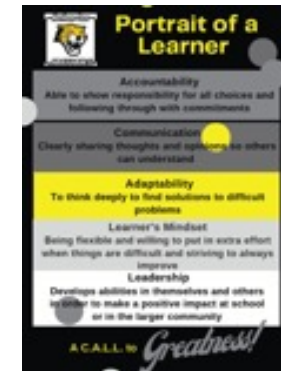 Portrait of a
Learner
Accountability
Able to show responsibility for all choices and
following through with commitments
Communication
Clearly sharing thoughts and opinions so others
can understand
Adaptability
To think deeply to find solutions to difficult
problems
Learner's Mindset
Being flexible and willing to put in extra effort
when things are difficult and striving to always
improve
Leadership
Develops abilities in themselves and others
in order to make a positive impact at school
or in the larger community
A C.A.L.L. to Greatness!